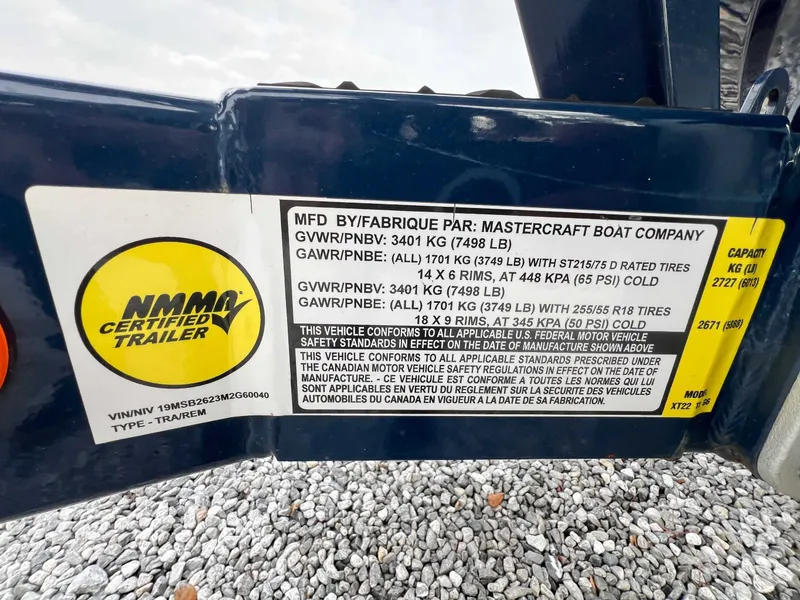 NMMA
CERTIFIED
TRAILER
VIN/NIV 19MSB2623M2G60040
TYPE - TRA/REM
MFD BY/FABRIQUE PAR: MASTERCRAFT BOAT COMPANY
GVWR/PNBV: 3401 KG (7498 LB)
GAWR/PNBE: (ALL) 1701 KG (3749 LB) WITH ST215/75 D RATED TIRES
14 X 6 RIMS, AT 448 KPA (65 PSI) COLD
GVWR/PNBV: 3401 KG (7498 LB)
GAWR/PNBE: (ALL) 1701 KG (3749 LB) WITH 255/55 R18 TIRES
18 X 9 RIMS, AT 345 KPA (50 PSI) COLD
THIS VEHICLE CONFORMS TO ALL APPLICABLE U.S. FEDERAL MOTOR VEHICLE
SAFETY STANDARDS IN EFFECT ON THE DATE OF MANUFACTURE SHOWN ABOVE
THIS VEHICLE CONFORMS TO ALL APPLICABLE STANDARDS PRESCRIBED UNDER
THE CANADIAN MOTOR VEHICLE SAFETY REGULATIONS IN EFFECT ON THE DATE OF
MANUFACTURE. - CE VEHICULE EST CONFORME A TOUTES LES NORMES QUI LUI
SONT APPLICABLES EN VERTU DU REGLEMENT SUR LA SECURITE DES VEHICULES
AUTOMOBILES DU CANADA EN VIGUEUR A LA DATE DE SA FABRICATION.
CAPACITY
KG (LB)
2727 (6013)
2671 (5888)
MODEL
XT22